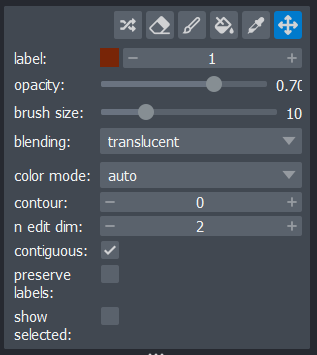 label: − 1 +
opacity: 0.70
brush size: 10
blending: translucent
color mode: auto
contour: − 0 +
n edit dim: − 2 +
contiguous:
preserve
labels:
show
selected: